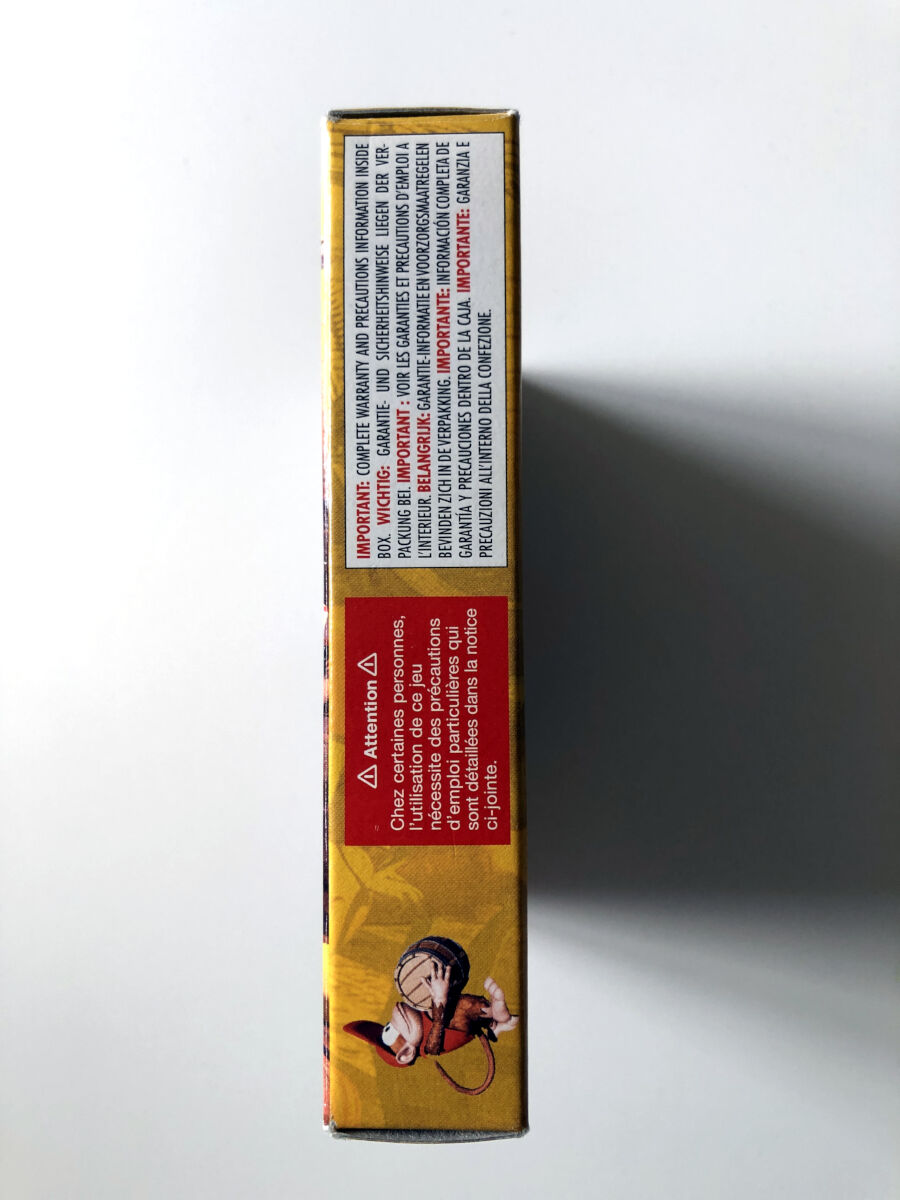 IMPORTANT: COMPLETE WARRANTY AND PRECAUTIONS INFORMATION INSIDE
BOX. WICHTIG: GARANTIE- UND SICHERHEITSHINWEISE LIEGEN DER VER-
PACKUNG BEI. IMPORTANT : VOIR LES GARANTIES ET PRECAUTIONS D'EMPLOI A
L'INTERIEUR. BELANGRIJK: GARANTIE-INFORMATIE EN VOORZORGSMAATREGELEN
BEVINDEN ZICH IN DE VERPAKKING. IMPORTANTE: INFORMACIÓN COMPLETA DE
GARANTÍA Y PRECAUCIONES DENTRO DE LA CAJA. IMPORTANTE: GARANZIA E
PRECAUZIONI ALL'INTERNO DELLA CONFEZIONE.
⚠ Attention ⚠
Chez certaines personnes,
l'utilisation de ce jeu
nécessite des précautions
d'emploi particulières qui
sont détaillées dans la notice
ci-jointe.